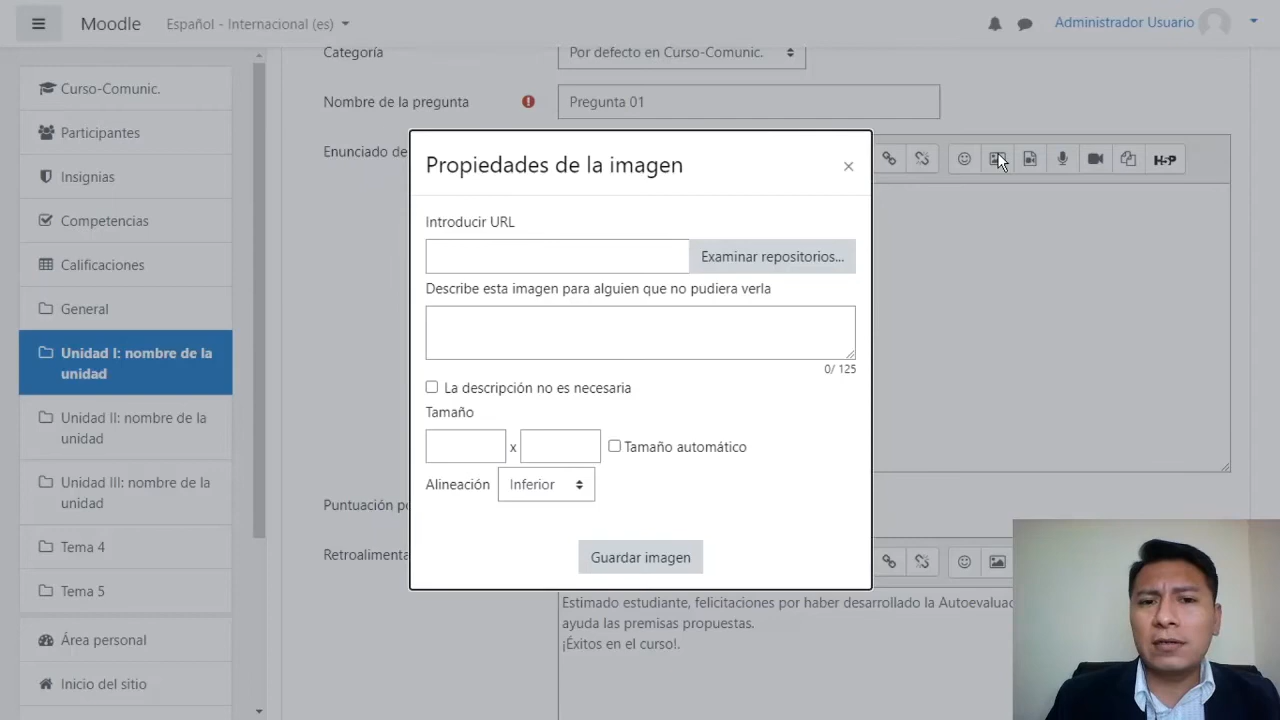 Moodle
Español - Internacional (es)
Administrador Usuario
Curso-Comunic.
Participantes
Insignias
Competencias
Calificaciones
General
Unidad I: nombre de la
unidad
Unidad II: nombre de la
unidad
Unidad III: nombre de la
unidad
Tema 4
Tema 5
Área personal
Inicio del sitio
Categoría
Por defecto en Curso-Comunic.
Nombre de la pregunta
Pregunta 01
Enunciado de
H-P
Propiedades de la imagen
×
Introducir URL
Examinar repositorios...
Describe esta imagen para alguien que no pudiera verla
0/ 125
La descripción no es necesaria
Tamaño
x
Tamaño automático
Alineación
Inferior
Guardar imagen
Puntuación p
Retroalimenta
Estimado estudiante, felicitaciones por haber desarrollado la Autoevalua
ayuda las premisas propuestas.
¡Éxitos en el curso!.